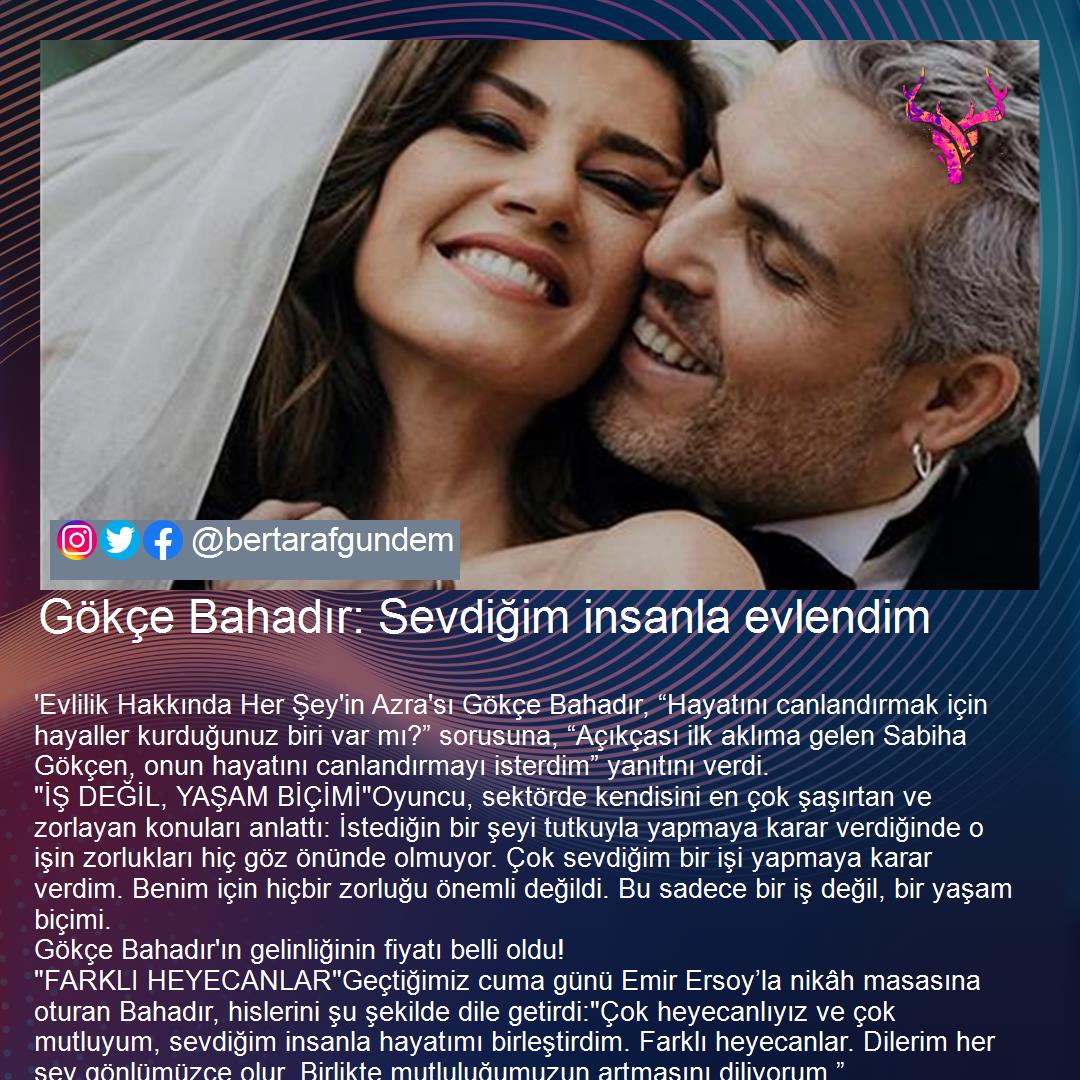 @bertarafgundem
Gökçe Bahadır: Sevdiğim insanla evlendim
'Evlilik Hakkında Her Şey'in Azra'sı Gökçe Bahadır, “Hayatını canlandırmak için
hayaller kurduğunuz biri var mı?” sorusuna, “Açıkçası ilk aklıma gelen Sabiha
Gökçen, onun hayatını canlandırmayı isterdim” yanıtını verdi.
"İŞ DEĞİL, YAŞAM BİÇİMİ"Oyuncu, sektörde kendisini en çok şaşırtan ve
zorlayan konuları anlattı: İstediğin bir şeyi tutkuyla yapmaya karar verdiğinde o
işin zorlukları hiç göz önünde olmuyor. Çok sevdiğim bir işi yapmaya karar
verdim. Benim için hiçbir zorluğu önemli değildi. Bu sadece bir iş değil, bir yaşam
biçimi.
Gökçe Bahadır'ın gelinliğinin fiyatı belli oldu!
"FARKLI HEYECANLAR"Geçtiğimiz cuma günü Emir Ersoy’la nikâh masasına
oturan Bahadır, hislerini şu şekilde dile getirdi:"Çok heyecanlıyız ve çok
mutluyum, sevdiğim insanla hayatımı birleştirdim. Farklı heyecanlar. Dilerim her
şey gönlümüzce olur. Birlikte mutluluğumuzun artmasını diliyorum.”